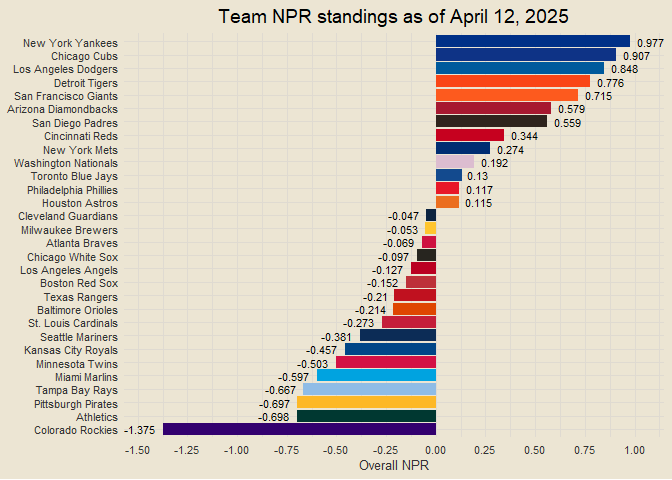 Team NPR standings as of April 12, 2025
New York Yankees 0.977
Chicago Cubs 0.907
Los Angeles Dodgers 0.848
Detroit Tigers 0.776
San Francisco Giants 0.715
Arizona Diamondbacks 0.579
San Diego Padres 0.559
Cincinnati Reds 0.344
New York Mets 0.274
Washington Nationals 0.192
Toronto Blue Jays 0.13
Philadelphia Phillies 0.117
Houston Astros 0.115
Cleveland Guardians -0.047
Milwaukee Brewers -0.053
Atlanta Braves -0.069
Chicago White Sox -0.097
Los Angeles Angels -0.127
Boston Red Sox -0.152
Texas Rangers -0.21
Baltimore Orioles -0.214
St. Louis Cardinals -0.273
Seattle Mariners -0.381
Kansas City Royals -0.457
Minnesota Twins -0.503
Miami Marlins -0.597
Tampa Bay Rays -0.667
Pittsburgh Pirates -0.697
Athletics -0.698
Colorado Rockies -1.375
-1.50 -1.25 -1.00 -0.75 -0.50 -0.25 0.00 0.25 0.50 0.75 1.00
Overall NPR